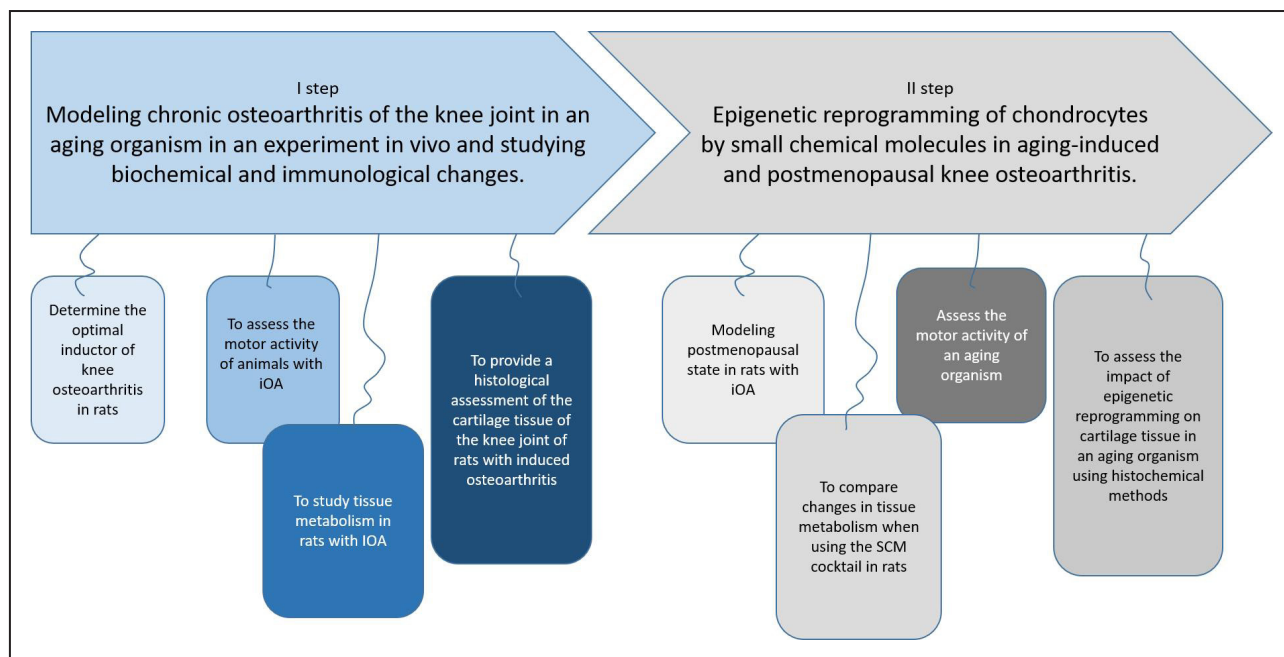 I step
Modeling chronic osteoarthritis of the knee joint in an
aging organism in an experiment in vivo and studying
biochemical and immunological changes.
II step
Epigenetic reprogramming of chondrocytes
by small chemical molecules in aging-induced
and postmenopausal knee osteoarthritis.
Determine the
optimal
inductor of
knee
osteoarthritis
in rats
To assess the
motor activity
of animals with
iOA
To study tissue
metabolism in
rats with IOA
To provide a
histological
assessment of the
cartilage tissue of
the knee joint of
rats with induced
osteoarthritis
Modeling
postmenopausal
state in rats with
iOA
To compare
changes in tissue
metabolism when
using the SCM
cocktail in rats
Assess the
motor activity of
an aging
organism
To assess the
impact of
epigenetic
reprogramming on
cartilage tissue in
an aging organism
using histochemical
methods